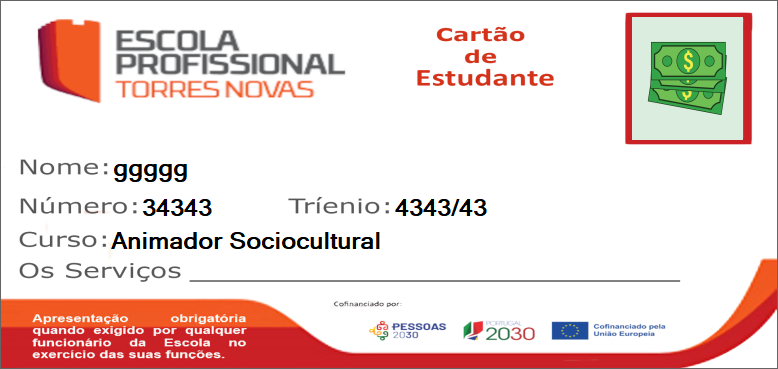 ESCOLA
PROFISSIONAL
TORRES NOVAS
Cartão
de
Estudante
Nome: ggggg
Número: 34343 Tríenio: 4343/43
Curso: Animador Sociocultural
Os Serviços
Apresentação obrigatória
quando exigido por qualquer
funcionário da Escola no
exercício das suas funções.
Cofinanciado por:
PESSOAS
2030
PORTUGAL
2030
Cofinanciado pela
União Europeia